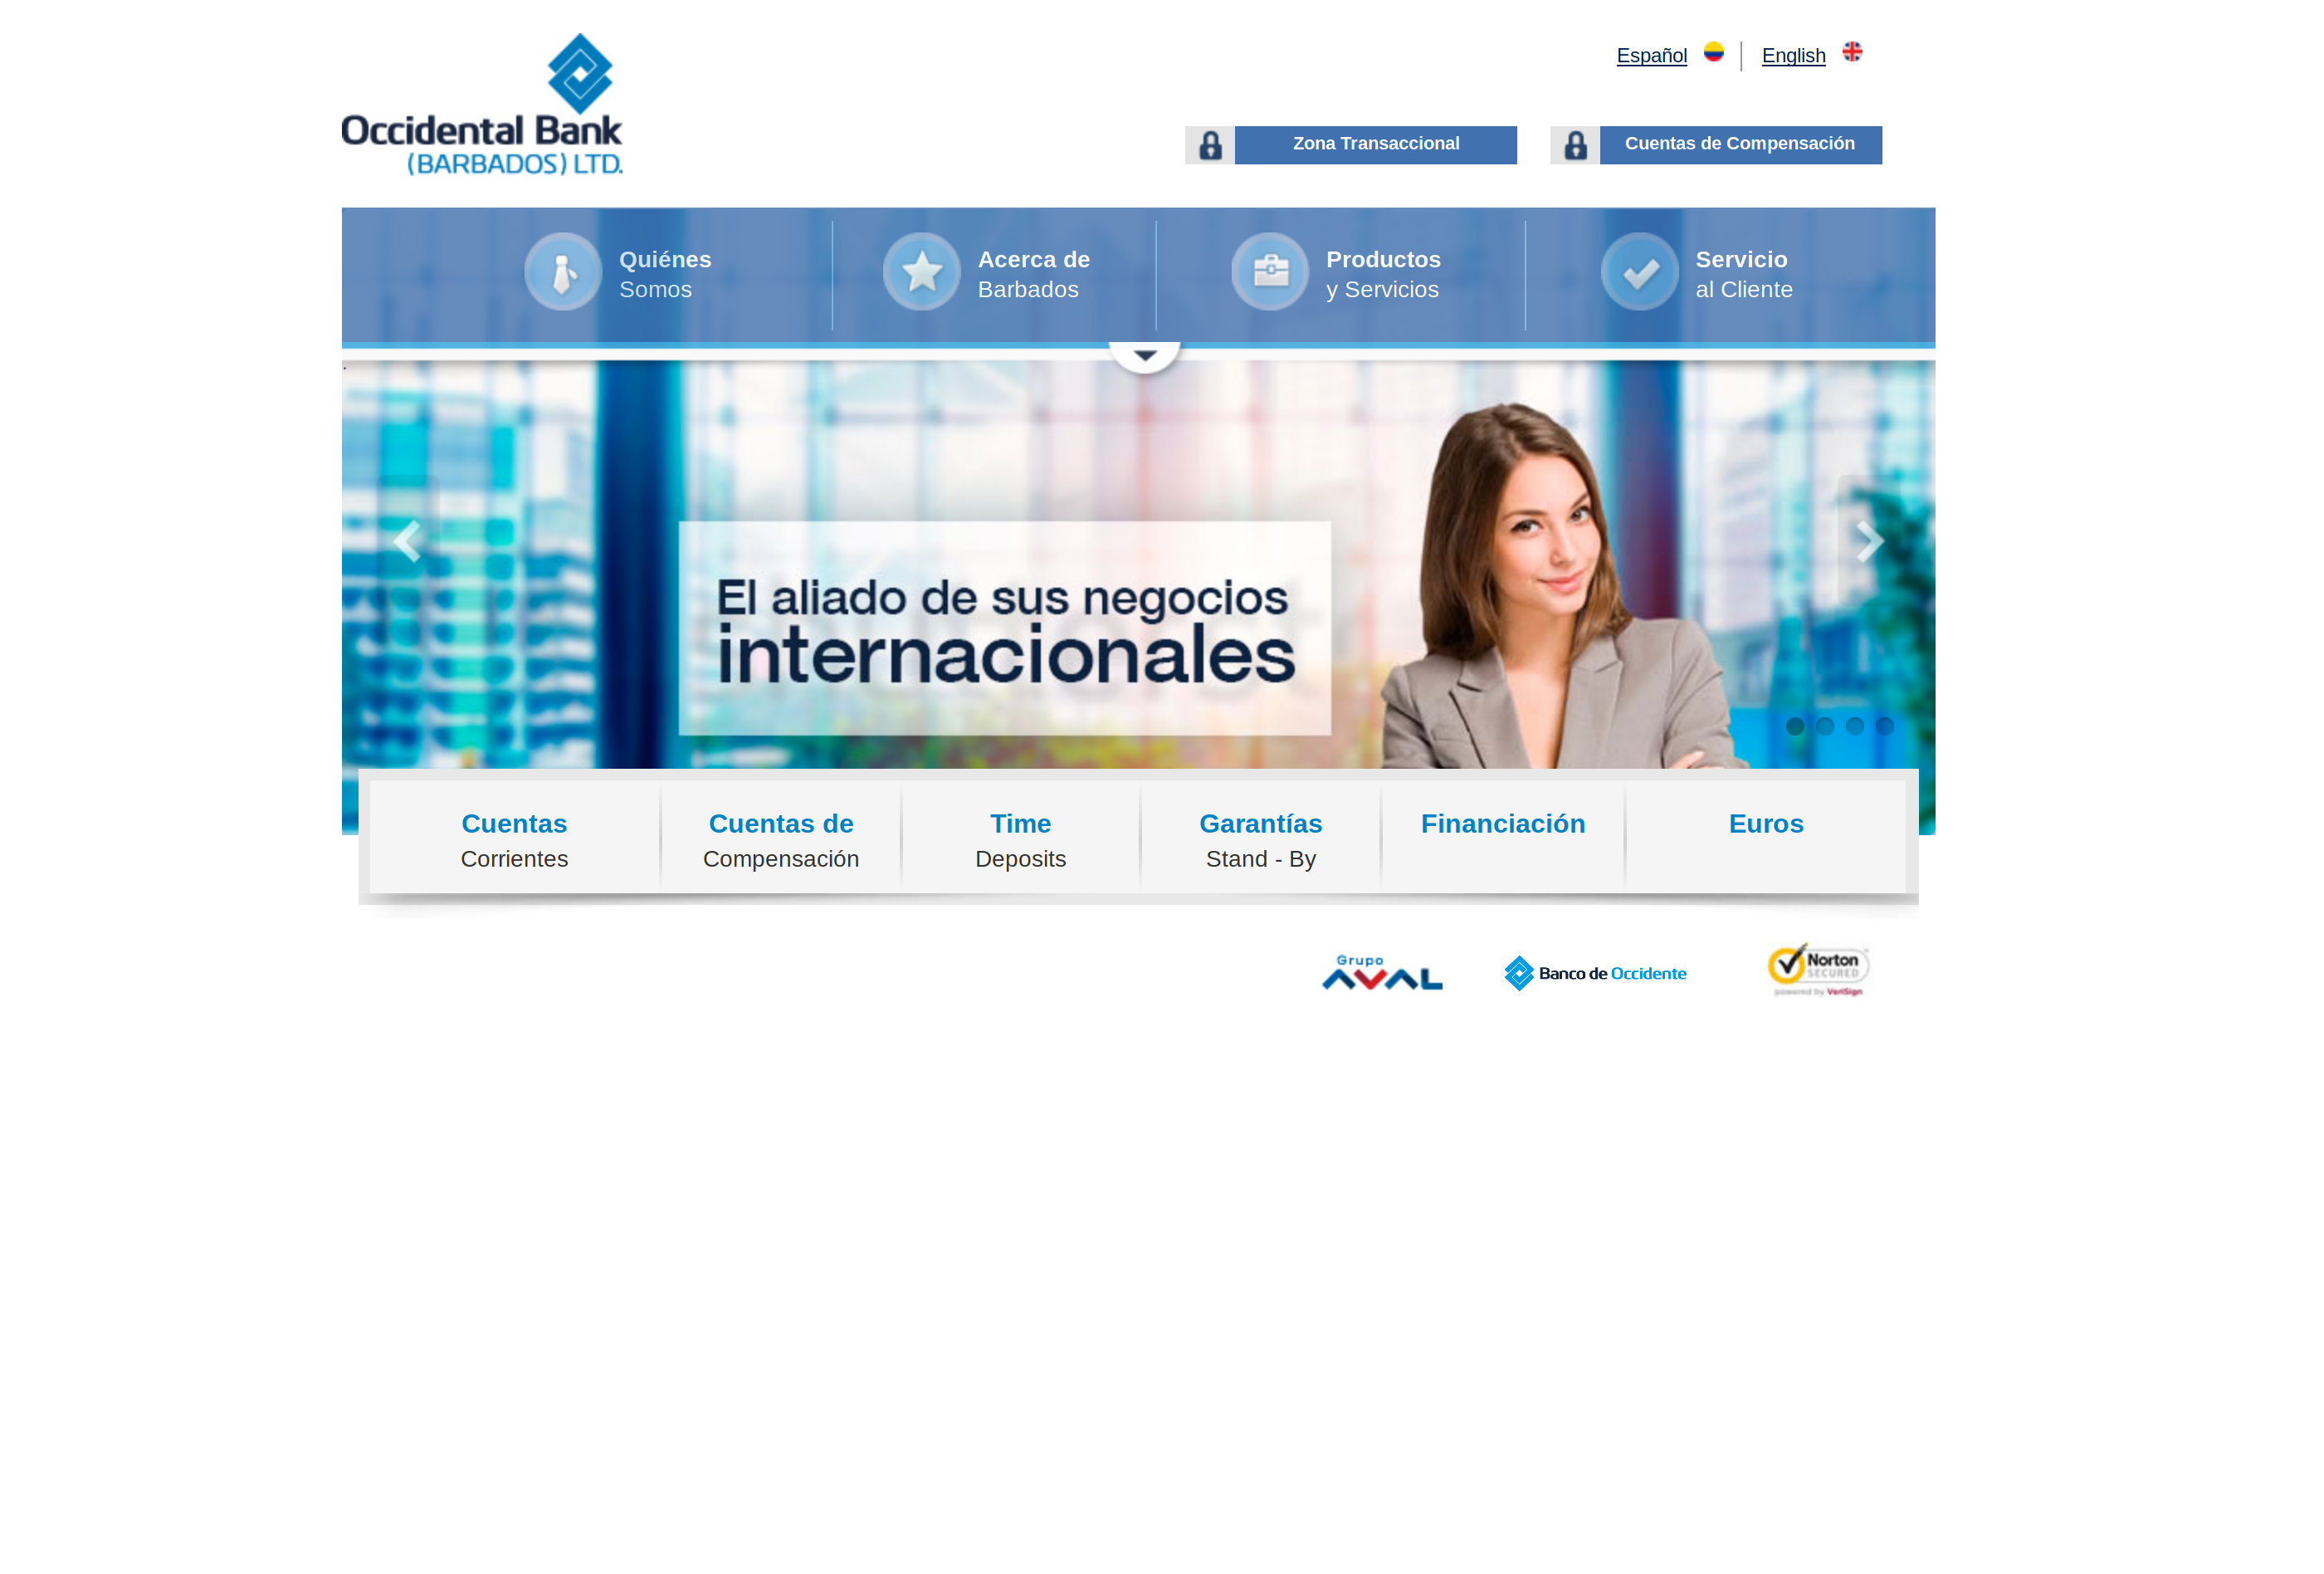 Occidental Bank
(BARBADOS) LTD.
Español
English
Zona Transaccional
Cuentas de Compensación
Quiénes
Somos
Acerca de
Barbados
Productos
y Servicios
Servicio
al Cliente
.
El aliado de sus negocios
internacionales
Cuentas
Corrientes
Cuentas de
Compensación
Time
Deposits
Garantías
Stand - By
Financiación
Euros
Grupo
AVAL
Banco de Occidente
Norton
SECURED
powered by VeriSign